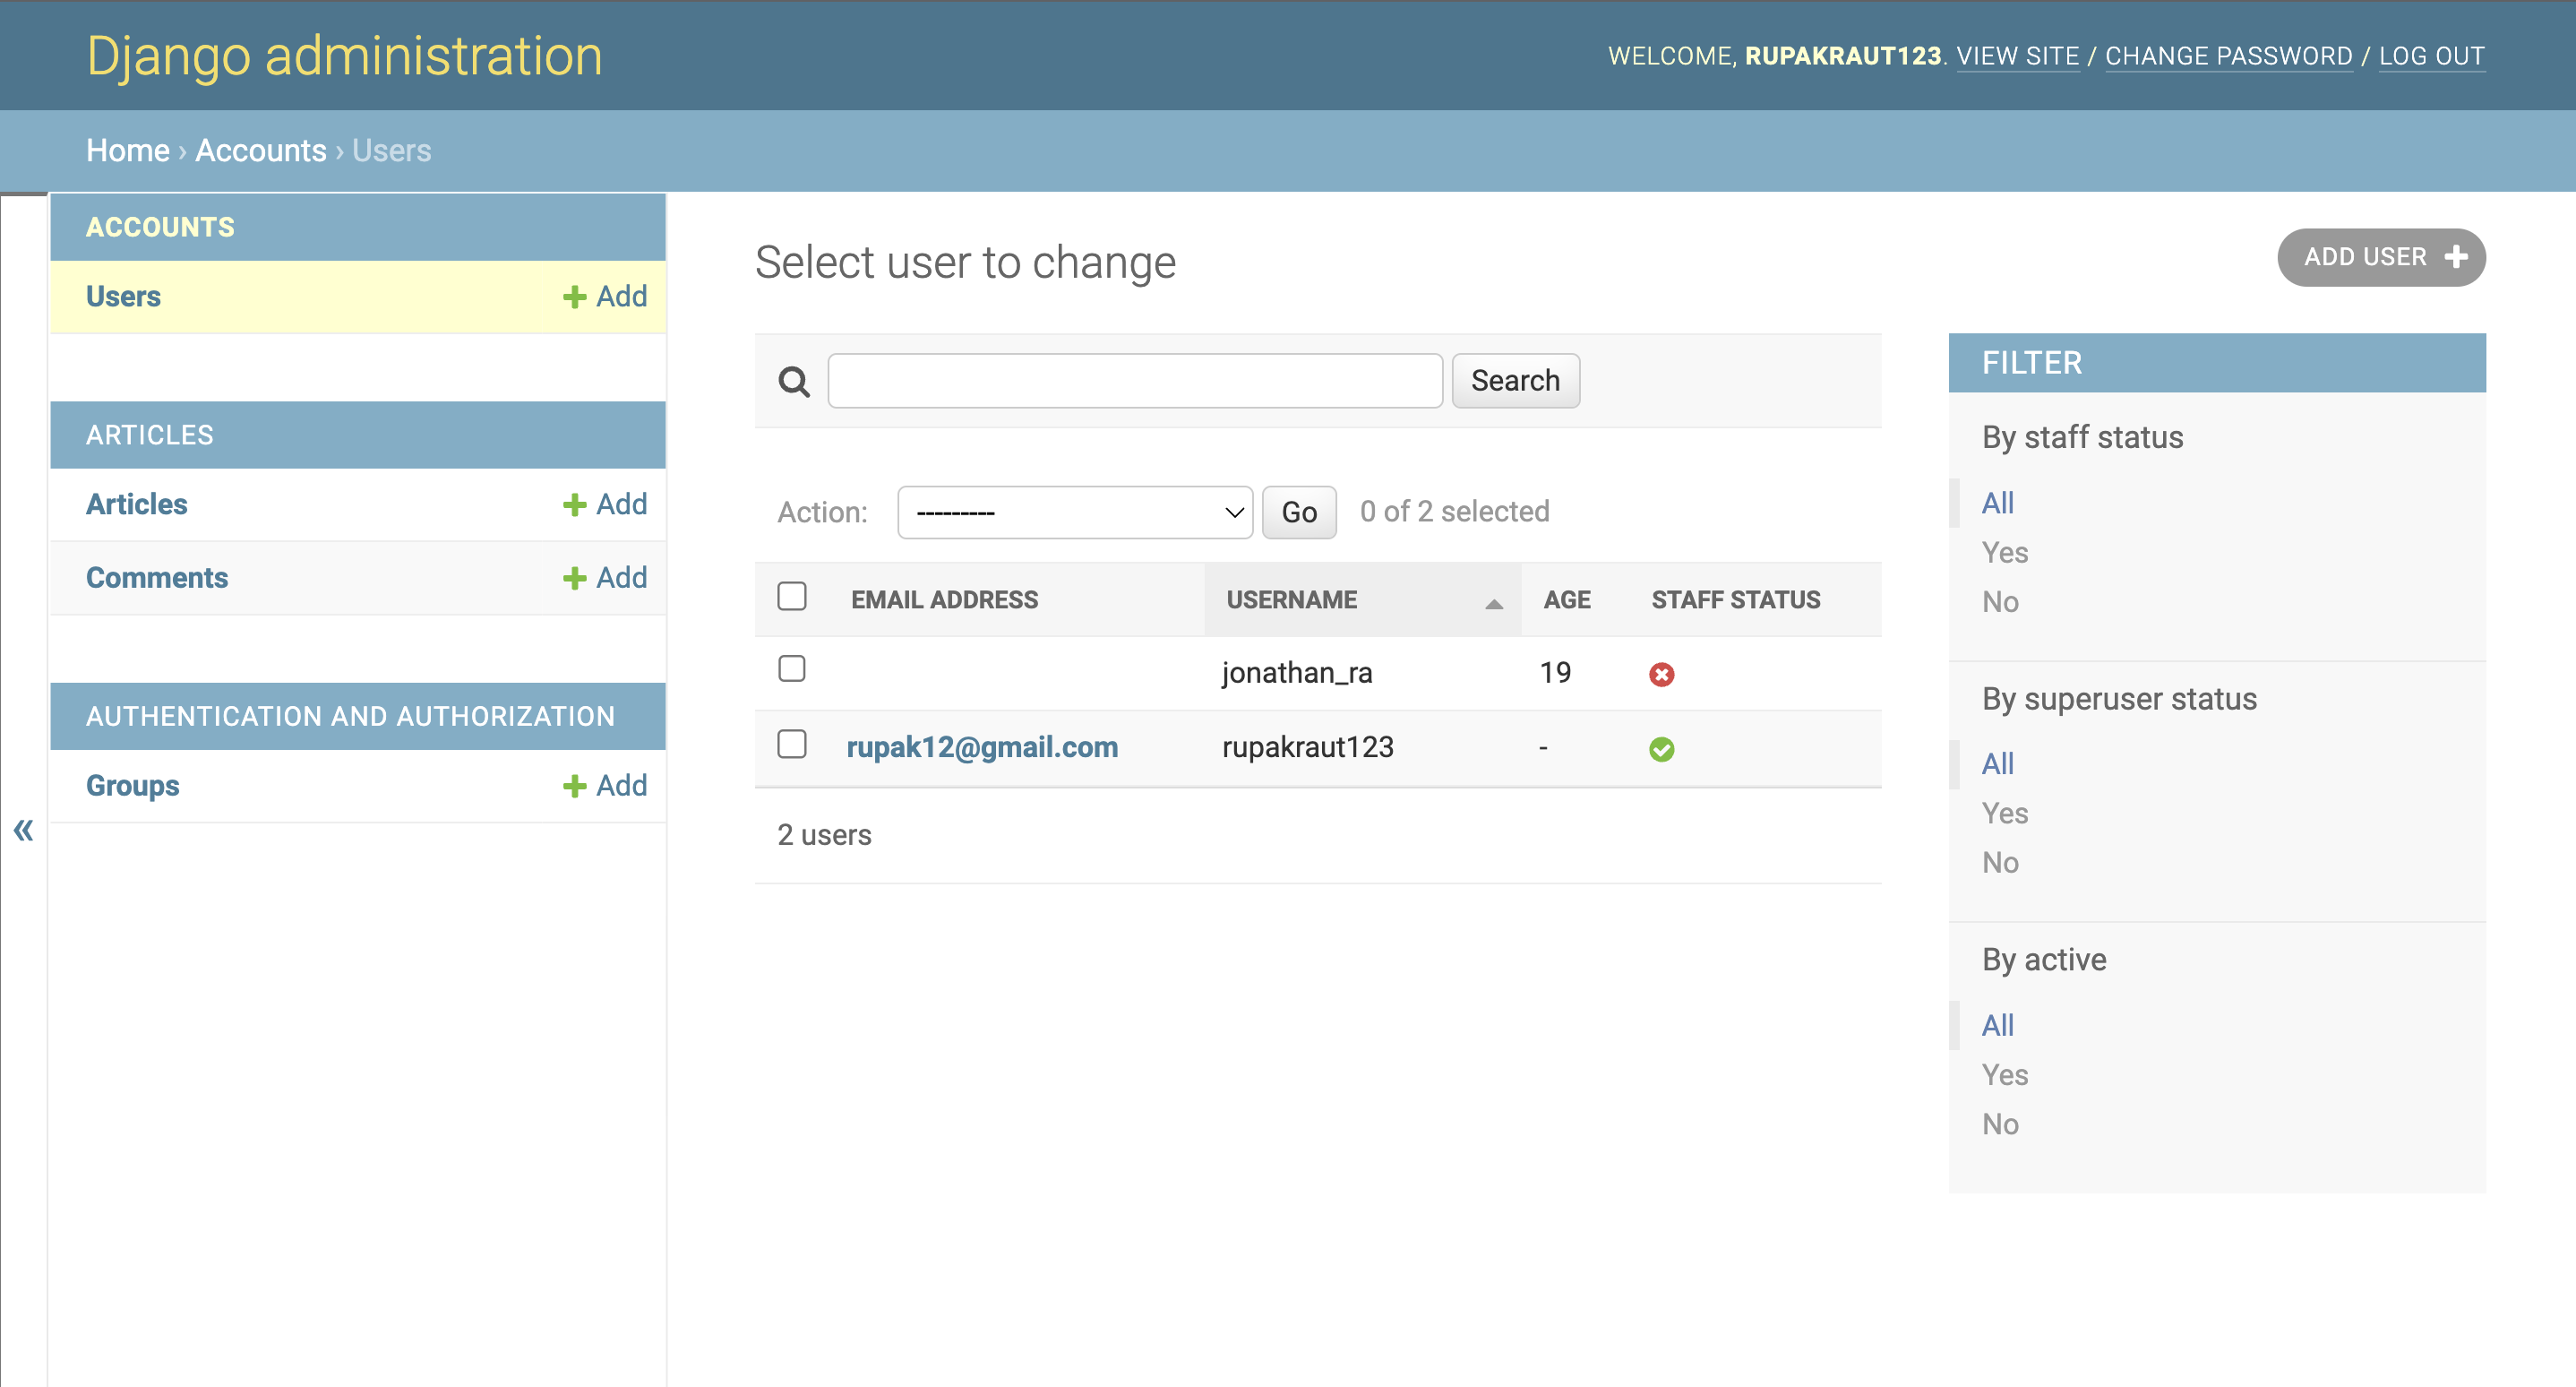 Django administration
WELCOME, RUPAKRAUT123. VIEW SITE / CHANGE PASSWORD / LOG OUT
Home › Accounts › Users
ACCOUNTS
Users + Add
ARTICLES
Articles + Add
Comments + Add
AUTHENTICATION AND AUTHORIZATION
Groups + Add
«
Select user to change
ADD USER +
Search
Action: --------- Go 0 of 2 selected
EMAIL ADDRESS USERNAME AGE STAFF STATUS
jonathan_ra 19
rupak12@gmail.com rupakraut123 -
2 users
FILTER
By staff status
All
Yes
No
By superuser status
All
Yes
No
By active
All
Yes
No